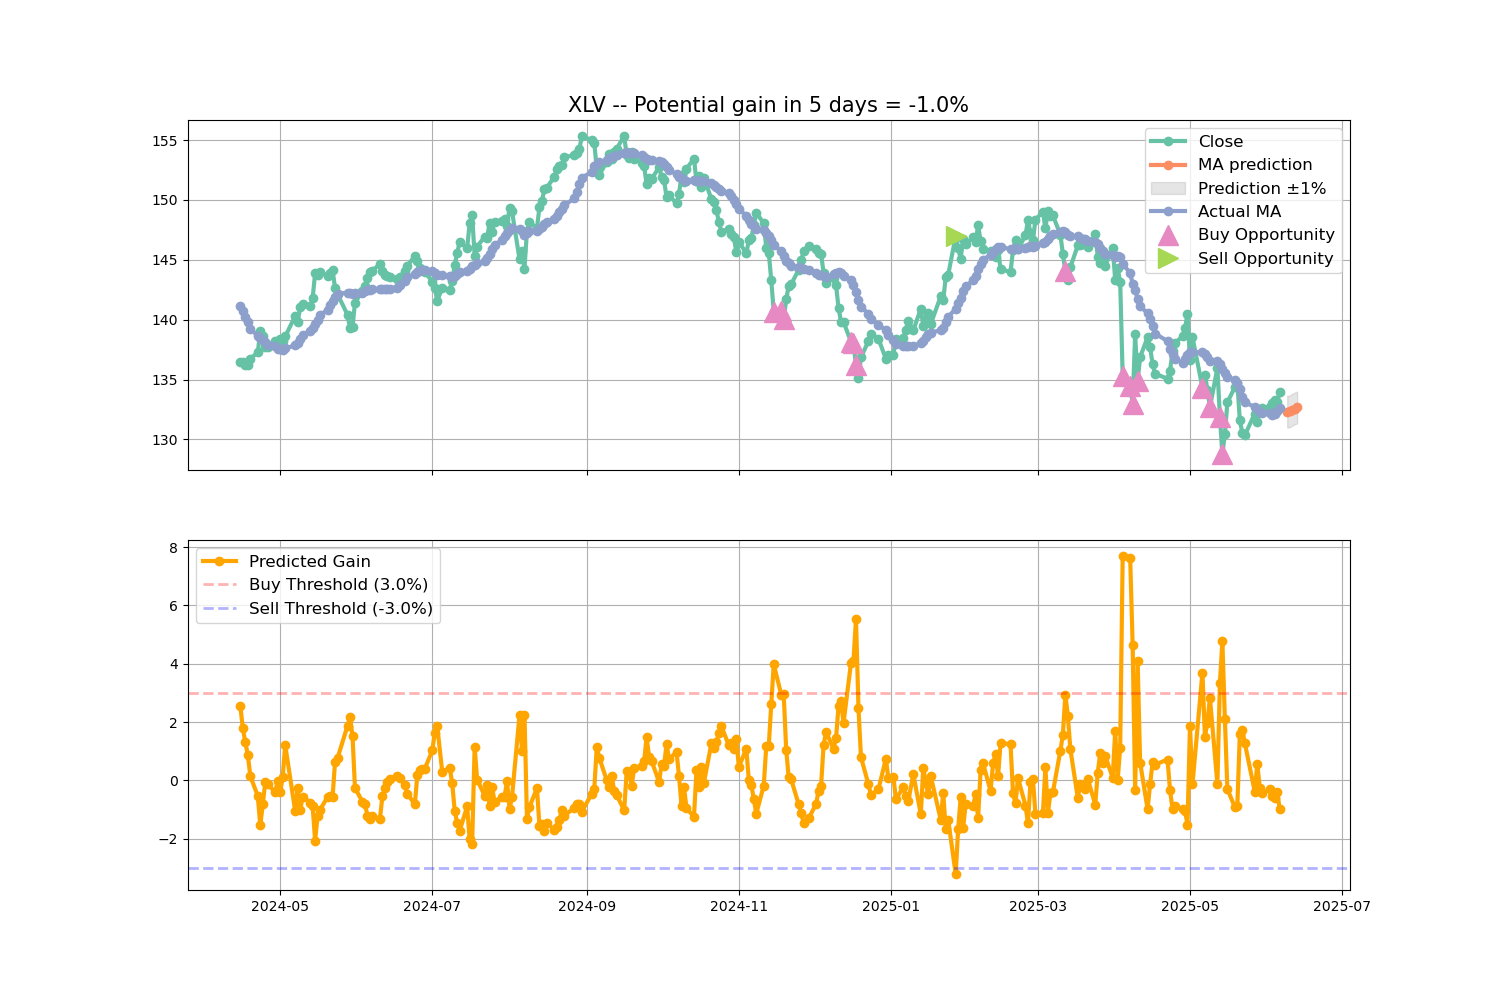 XLV -- Potential gain in 5 days = -1.0%
155
150
145
140
135
130
Close
MA prediction
Prediction ±1%
Actual MA
Buy Opportunity
Sell Opportunity
8
6
4
2
0
−2
Predicted Gain
Buy Threshold (3.0%)
Sell Threshold (-3.0%)
2024-05
2024-07
2024-09
2024-11
2025-01
2025-03
2025-05
2025-07